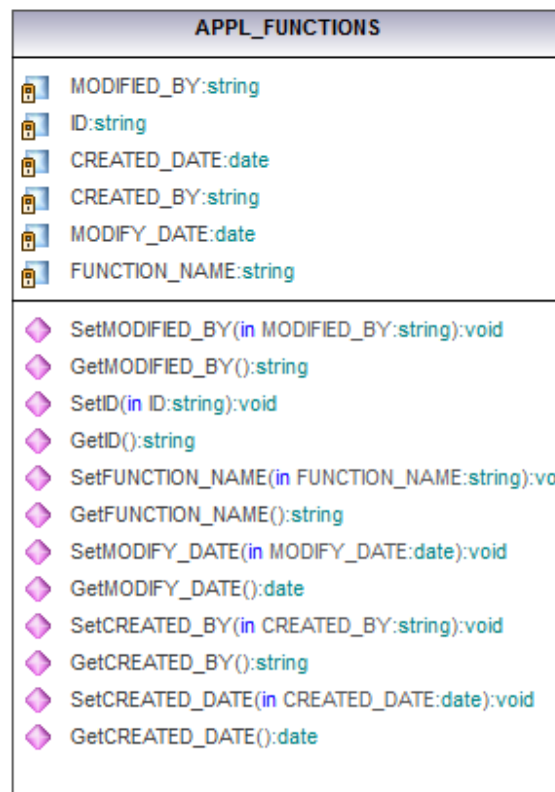 APPL_FUNCTIONS
MODIFIED_BY:string
ID:string
CREATED_DATE:date
CREATED_BY:string
MODIFY_DATE:date
FUNCTION_NAME:string
SetMODIFIED_BY(in MODIFIED_BY:string):void
GetMODIFIED_BY():string
SetID(in ID:string):void
GetID():string
SetFUNCTION_NAME(in FUNCTION_NAME:string):vo
GetFUNCTION_NAME():string
SetMODIFY_DATE(in MODIFY_DATE:date):void
GetMODIFY_DATE():date
SetCREATED_BY(in CREATED_BY:string):void
GetCREATED_BY():string
SetCREATED_DATE(in CREATED_DATE:date):void
GetCREATED_DATE():date